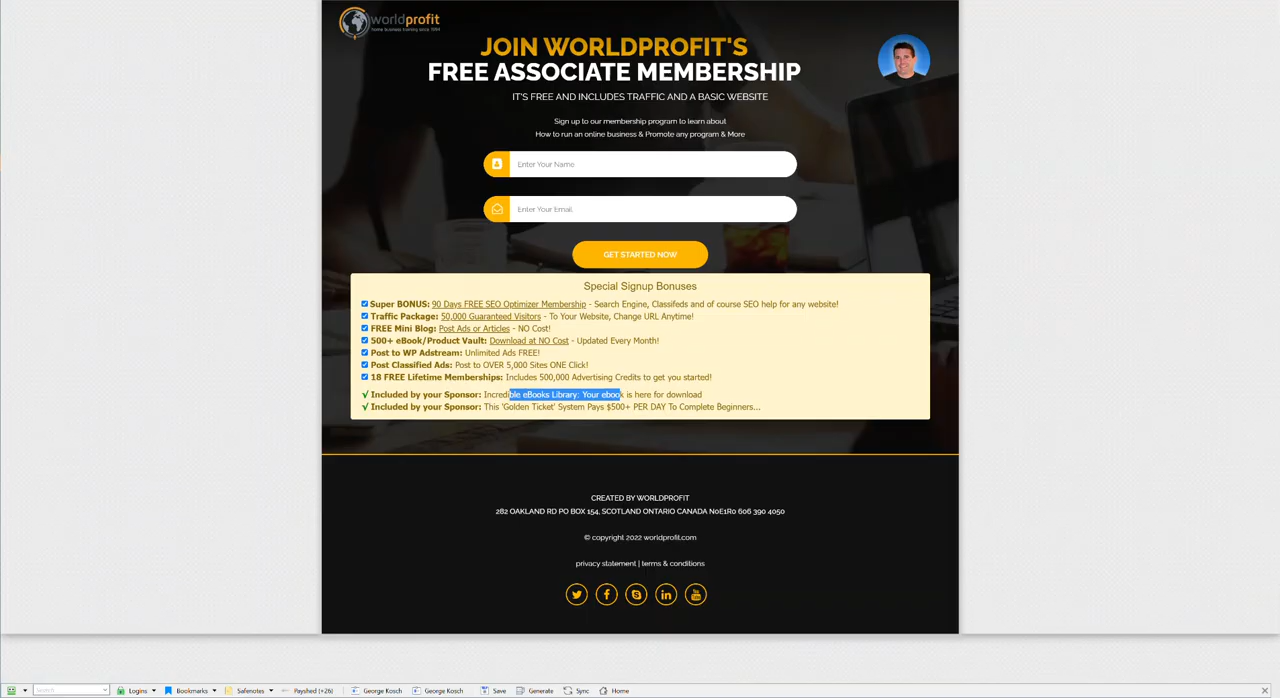 worldprofit
home business training since 1994
JOIN WORLDPROFIT'S
FREE ASSOCIATE MEMBERSHIP
IT'S FREE AND INCLUDES TRAFFIC AND A BASIC WEBSITE
Sign up to our membership program to learn about
How to run an online business & Promote any program & More
Enter Your Name
Enter Your Email
GET STARTED NOW
Special Signup Bonuses
Super BONUS: 90 Days FREE SEO Optimizer Membership - Search Engine, Classifeds and of course SEO help for any website!
Traffic Package: 50,000 Guaranteed Visitors - To Your Website, Change URL Anytime!
FREE Mini Blog: Post Ads or Articles - NO Cost!
500+ eBook/Product Vault: Download at NO Cost - Updated Every Month!
Post to WP Adstream: Unlimited Ads FREE!
Post Classified Ads: Post to OVER 5,000 Sites ONE Click!
18 FREE Lifetime Memberships: Includes 500,000 Advertising Credits to get you started!
√ Included by your Sponsor: Incredible eBooks Library: Your ebook is here for download
√ Included by your Sponsor: This 'Golden Ticket' System Pays $500+ PER DAY To Complete Beginners...
CREATED BY WORLDPROFIT
282 OAKLAND RD PO BOX 154, SCOTLAND ONTARIO CANADA N0E1R0 606 390 4050
© copyright 2022 worldprofit.com
privacy statement | terms & conditions
Search Logins Bookmarks Safenotes Payshed (+26) George Kosch George Kosch Save Generate Sync Home